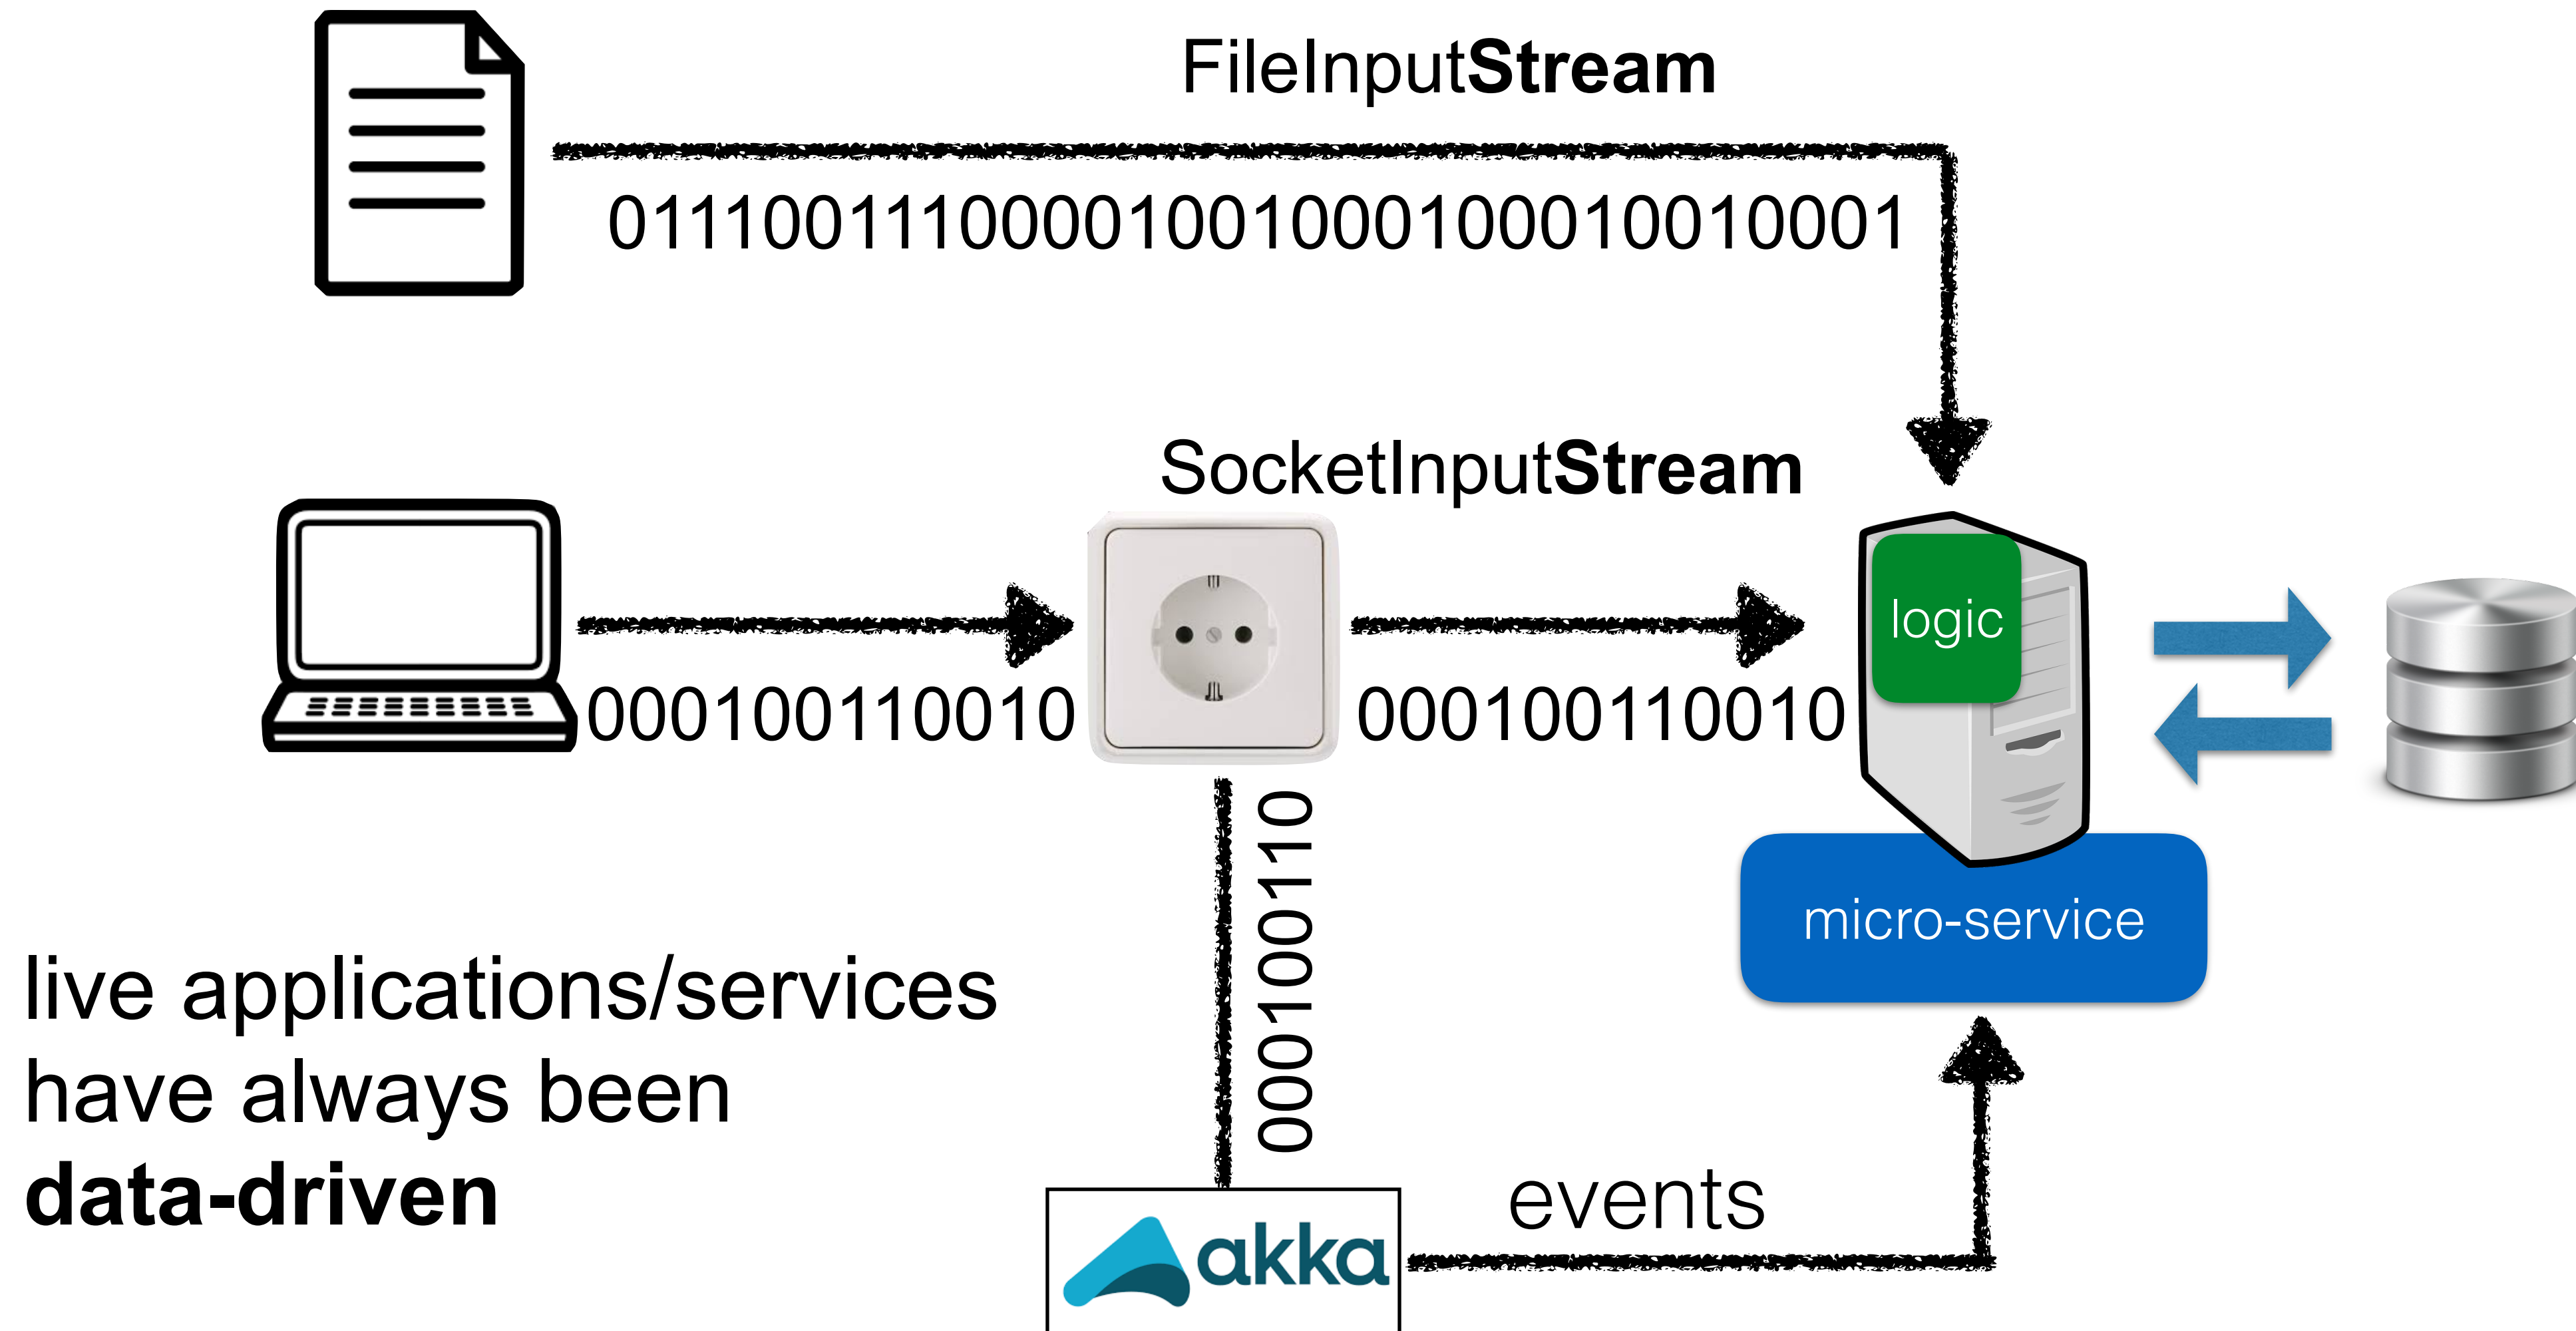 FileInputStream
0111001110000100100010001001 0001
SocketInputStream
logic
000100110010
000100110010
0001001110
micro-service
live applications/services
have always been
data-driven
events
akka